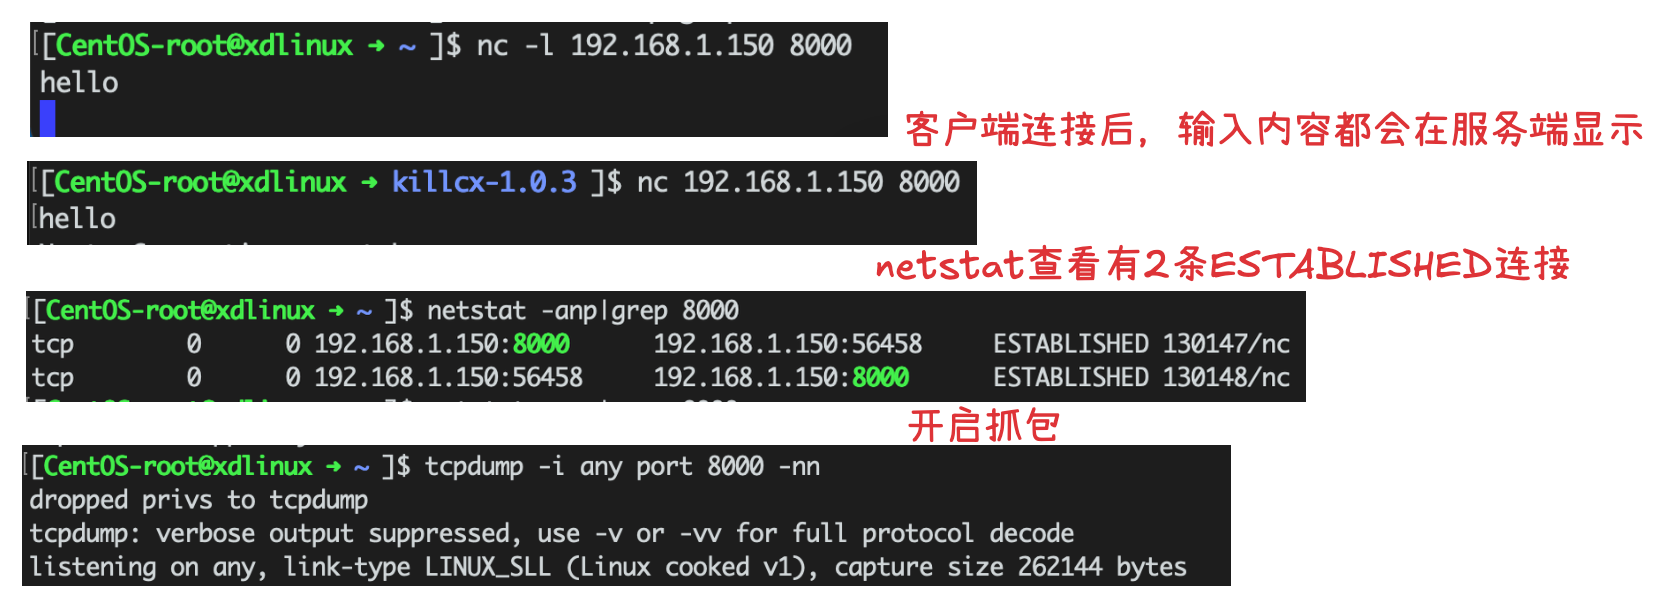 [[CentOS-root@xdlinux ➜ ~ ]$ nc -l 192.168.1.150 8000
hello
客户端连接后，输入内容都会在服务端显示
[[CentOS-root@xdlinux ➜ killcx-1.0.3 ]$ nc 192.168.1.150 8000
[hello
netstat查看有2条ESTABLISHED连接
[[CentOS-root@xdlinux ➜ ~ ]$ netstat -anp|grep 8000
tcp 0 0 192.168.1.150:8000 192.168.1.150:56458 ESTABLISHED 130147/nc
tcp 0 0 192.168.1.150:56458 192.168.1.150:8000 ESTABLISHED 130148/nc
开启抓包
[[CentOS-root@xdlinux ➜ ~ ]$ tcpdump -i any port 8000 -nn
dropped privs to tcpdump
tcpdump: verbose output suppressed, use -v or -vv for full protocol decode
listening on any, link-type LINUX_SLL (Linux cooked v1), capture size 262144 bytes